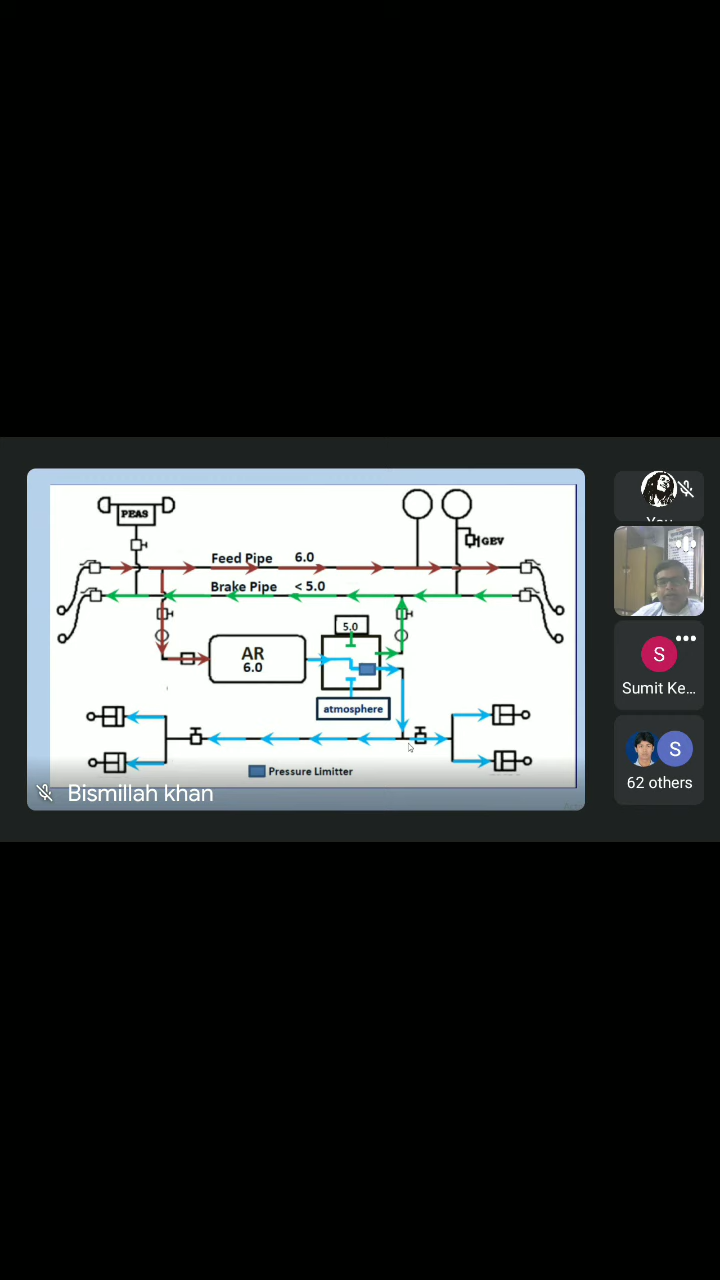 PEAS
GEV
Feed Pipe 6.0
Brake Pipe < 5.0
5.0
AR
6.0
atmosphere
Pressure Limitter
Bismillah khan
S
Sumit Ke...
S
62 others